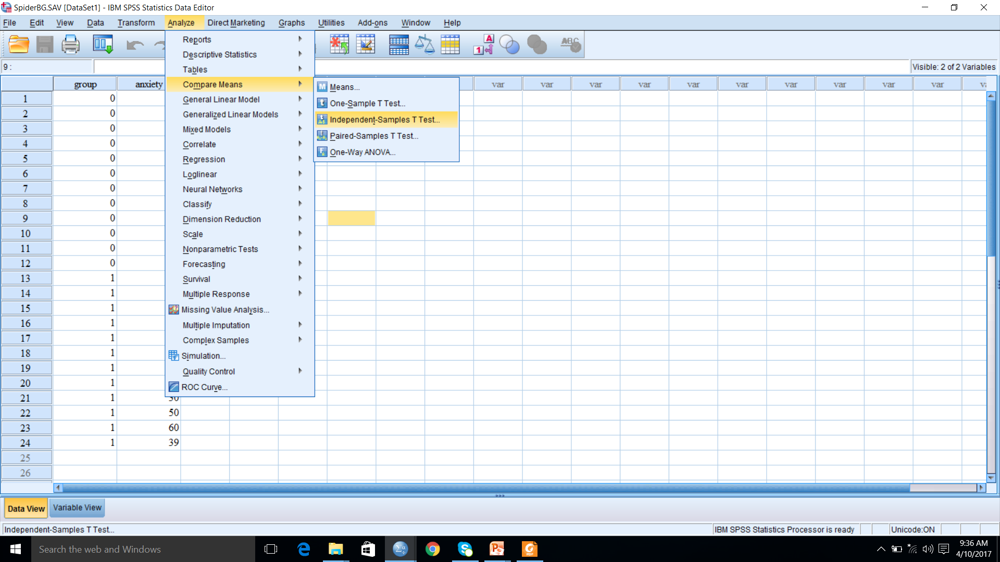 SpiderBG.SAV [DataSet1] - IBM SPSS Statistics Data Editor
File Edit View Data Transform Analyze Direct Marketing Graphs Utilities Add-ons Window Help
9 :
Visible: 2 of 2 Variables
group anxiety var var var var var var var var var var
Reports
Descriptive Statistics
Tables
Compare Means
General Linear Model
Generalized Linear Models
Mixed Models
Correlate
Regression
Loglinear
Neural Networks
Classify
Dimension Reduction
Scale
Nonparametric Tests
Forecasting
Survival
Multiple Response
Missing Value Analysis...
Multiple Imputation
Complex Samples
Simulation...
Quality Control
ROC Curve...
Means...
One-Sample T Test...
Independent-Samples T Test...
Paired-Samples T Test...
One-Way ANOVA...
1 0
2 0
3 0
4 0
5 0
6 0
7 0
8 0
9 0
10 0
11 0
12 0
13 1
14 1
15 1
16 1
17 1
18 1
19 1
20 1
21 1
22 1 50
23 1 60
24 1 39
25
26
Data View Variable View
Independent-Samples T Test...
IBM SPSS Statistics Processor is ready
Unicode:ON
Search the web and Windows
9:36 AM
4/10/2017